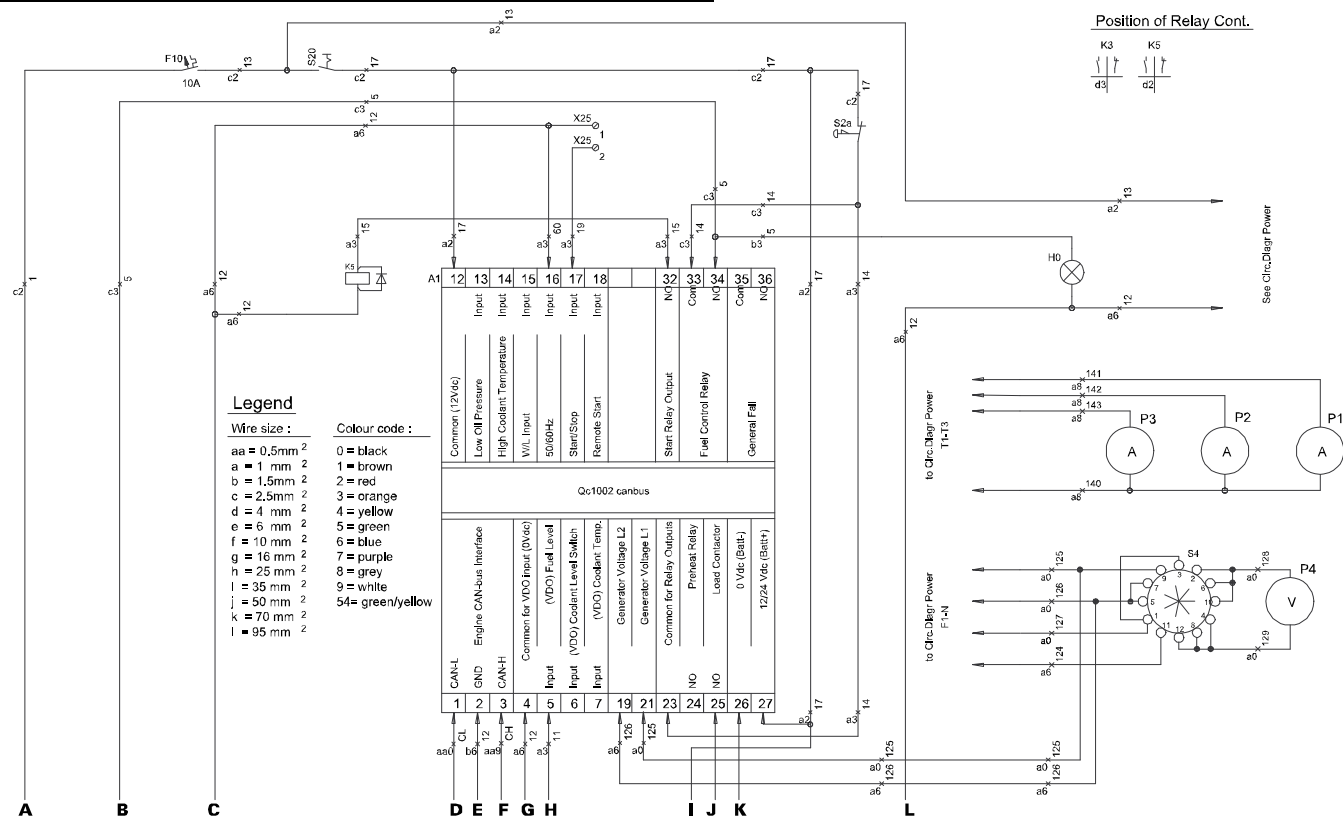 Position of Relay Cont.
K3 K5
d3 d2
13
a2
F10 13 S20 17 17
10A c2 c2 c2
5
c3
12
a6
X25
1
X25
2
17
c2
S2a
5
c3
14
c3
13
a2
15
a3
17
a2
60
a3
19
a3
15
a3
14
c3
5
b3
K5
H0
See Circ.Diagr Power
1
c2
5
c3
12
a6
12
a6
17
a2
14
a3
12
a6
12
a6
A1 12 13 14 15 16 17 18 32 33 34 35 36
Input Input Input Input Input Input NO Com NO Com NO
Common (12Vdc)
Low Oil Pressure
High Coolant Temperature
W/L Input
50/60Hz
Start/Stop
Remote Start
Start Relay Output
Fuel Control Relay
General Fail
Qc1002 canbus
Engine CAN-bus Interface
Common for VDO input (0Vdc)
(VDO) Fuel Level
(VDO) Coolant Level Switch
(VDO) Coolant Temp.
Generator Voltage L2
Generator Voltage L1
Common for Relay Outputs
Preheat Relay
Load Contactor
0 Vdc (Batt-)
12/24 Vdc (Batt+)
CAN-L GND CAN-H Input Input Input NO NO
1 2 3 4 5 6 7 19 21 23 24 25 26 27
CL 12 CH 12 11 126 125
aa0 b6 aa9 a6 a3 a6 a0
17
a2
14
a3
125
a0
126
a6
125
a0
126
a6
Legend
Wire size : Colour code :
aa = 0.5mm 2 0 = black
a = 1 mm 2 1 = brown
b = 1.5mm 2 2 = red
c = 2.5mm 2 3 = orange
d = 4 mm 2 4 = yellow
e = 6 mm 2 5 = green
f = 10 mm 2 6 = blue
g = 16 mm 2 7 = purple
h = 25 mm 2 8 = grey
i = 35 mm 2 9 = white
j = 50 mm 2 54= green/yellow
k = 70 mm 2
l = 95 mm 2
to Circ.Diagr Power
T1-T3
141
a8
142
a8
143
a8
140
a8
P3 P2 P1
A A A
to Circ.Diagr Power
F1-N
125
a0
126
a0
127
a0
124
a6
S4
3
9 2
7 6
5 10
1 4
11 8
12
128
a0
129
a0
P4
V
A B C D E F G H I J K L